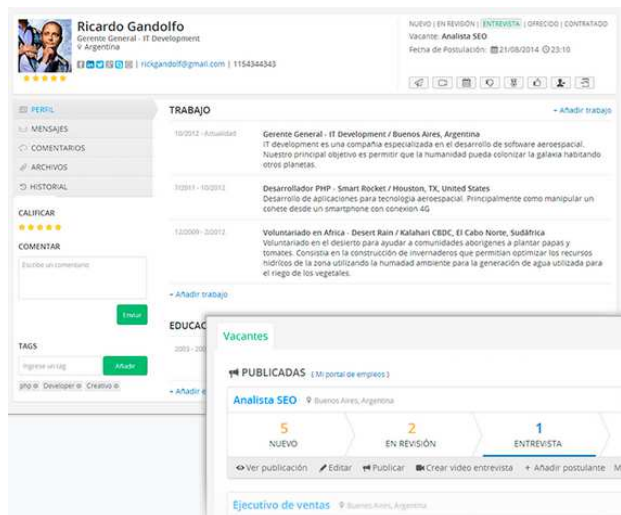 Ricardo Gandolfo
Gerente General - IT Development
Argentina
rickgandolf@gmail.com | 1154344343
NUEVO | EN REVISIÓN | ENTREVISTA | OFRECIDO | CONTRATADO
Vacante: Analista SEO
Fecha de Postulación: 21/08/2014 23:10
PERFIL
MENSAJES
COMENTARIOS
ARCHIVOS
HISTORIAL
CALIFICAR
COMENTAR
Escribe un comentario
Enviar
TAGS
Ingrese un tag
Añadir
php Developer Creativo
TRABAJO
+ Añadir trabajo
10/2012 - Actualidad
Gerente General - IT Development / Buenos Aires, Argentina
IT development es una compañia especializada en el desarrollo de software aeroespacial.
Nuestro principal objetivo es permitir que la humanidad pueda colonizar la galaxia habitando
otros planetas.
7/2011 - 10/2012
Desarrollador PHP - Smart Rocket / Houston, TX, United States
Desarrollo de aplicaciones para tecnología aeroespacial. Principalmente como manipular un
cohete desde un smartphone con conexion 4G
12/2009 - 2/2012
Voluntariado en Africa - Desert Rain / Kalahari CBDC, El Cabo Norte, Sudáfrica
Voluntariado en el desierto para ayudar a comunidades aborigenes a plantar papas y
tomates. Consistia en la construcción de invernaderos que permitian optimizar los recursos
hidrílcos de la zona utilizando la humadad ambiente para la generación de agua utilizada para
el riego de los vegetales.
+ Añadir trabajo
EDUCAC
2003 - 200
+ Añadir e
Vacantes
PUBLICADAS ( Mi portal de empleos )
Analista SEO Buenos Aires, Argentina
5
NUEVO
2
EN REVISIÓN
1
ENTREVISTA
Ver publicación Editar Publicar Crear video entrevista + Añadir postulante M
Ejecutivo de ventas Buenos Aires, Argentina